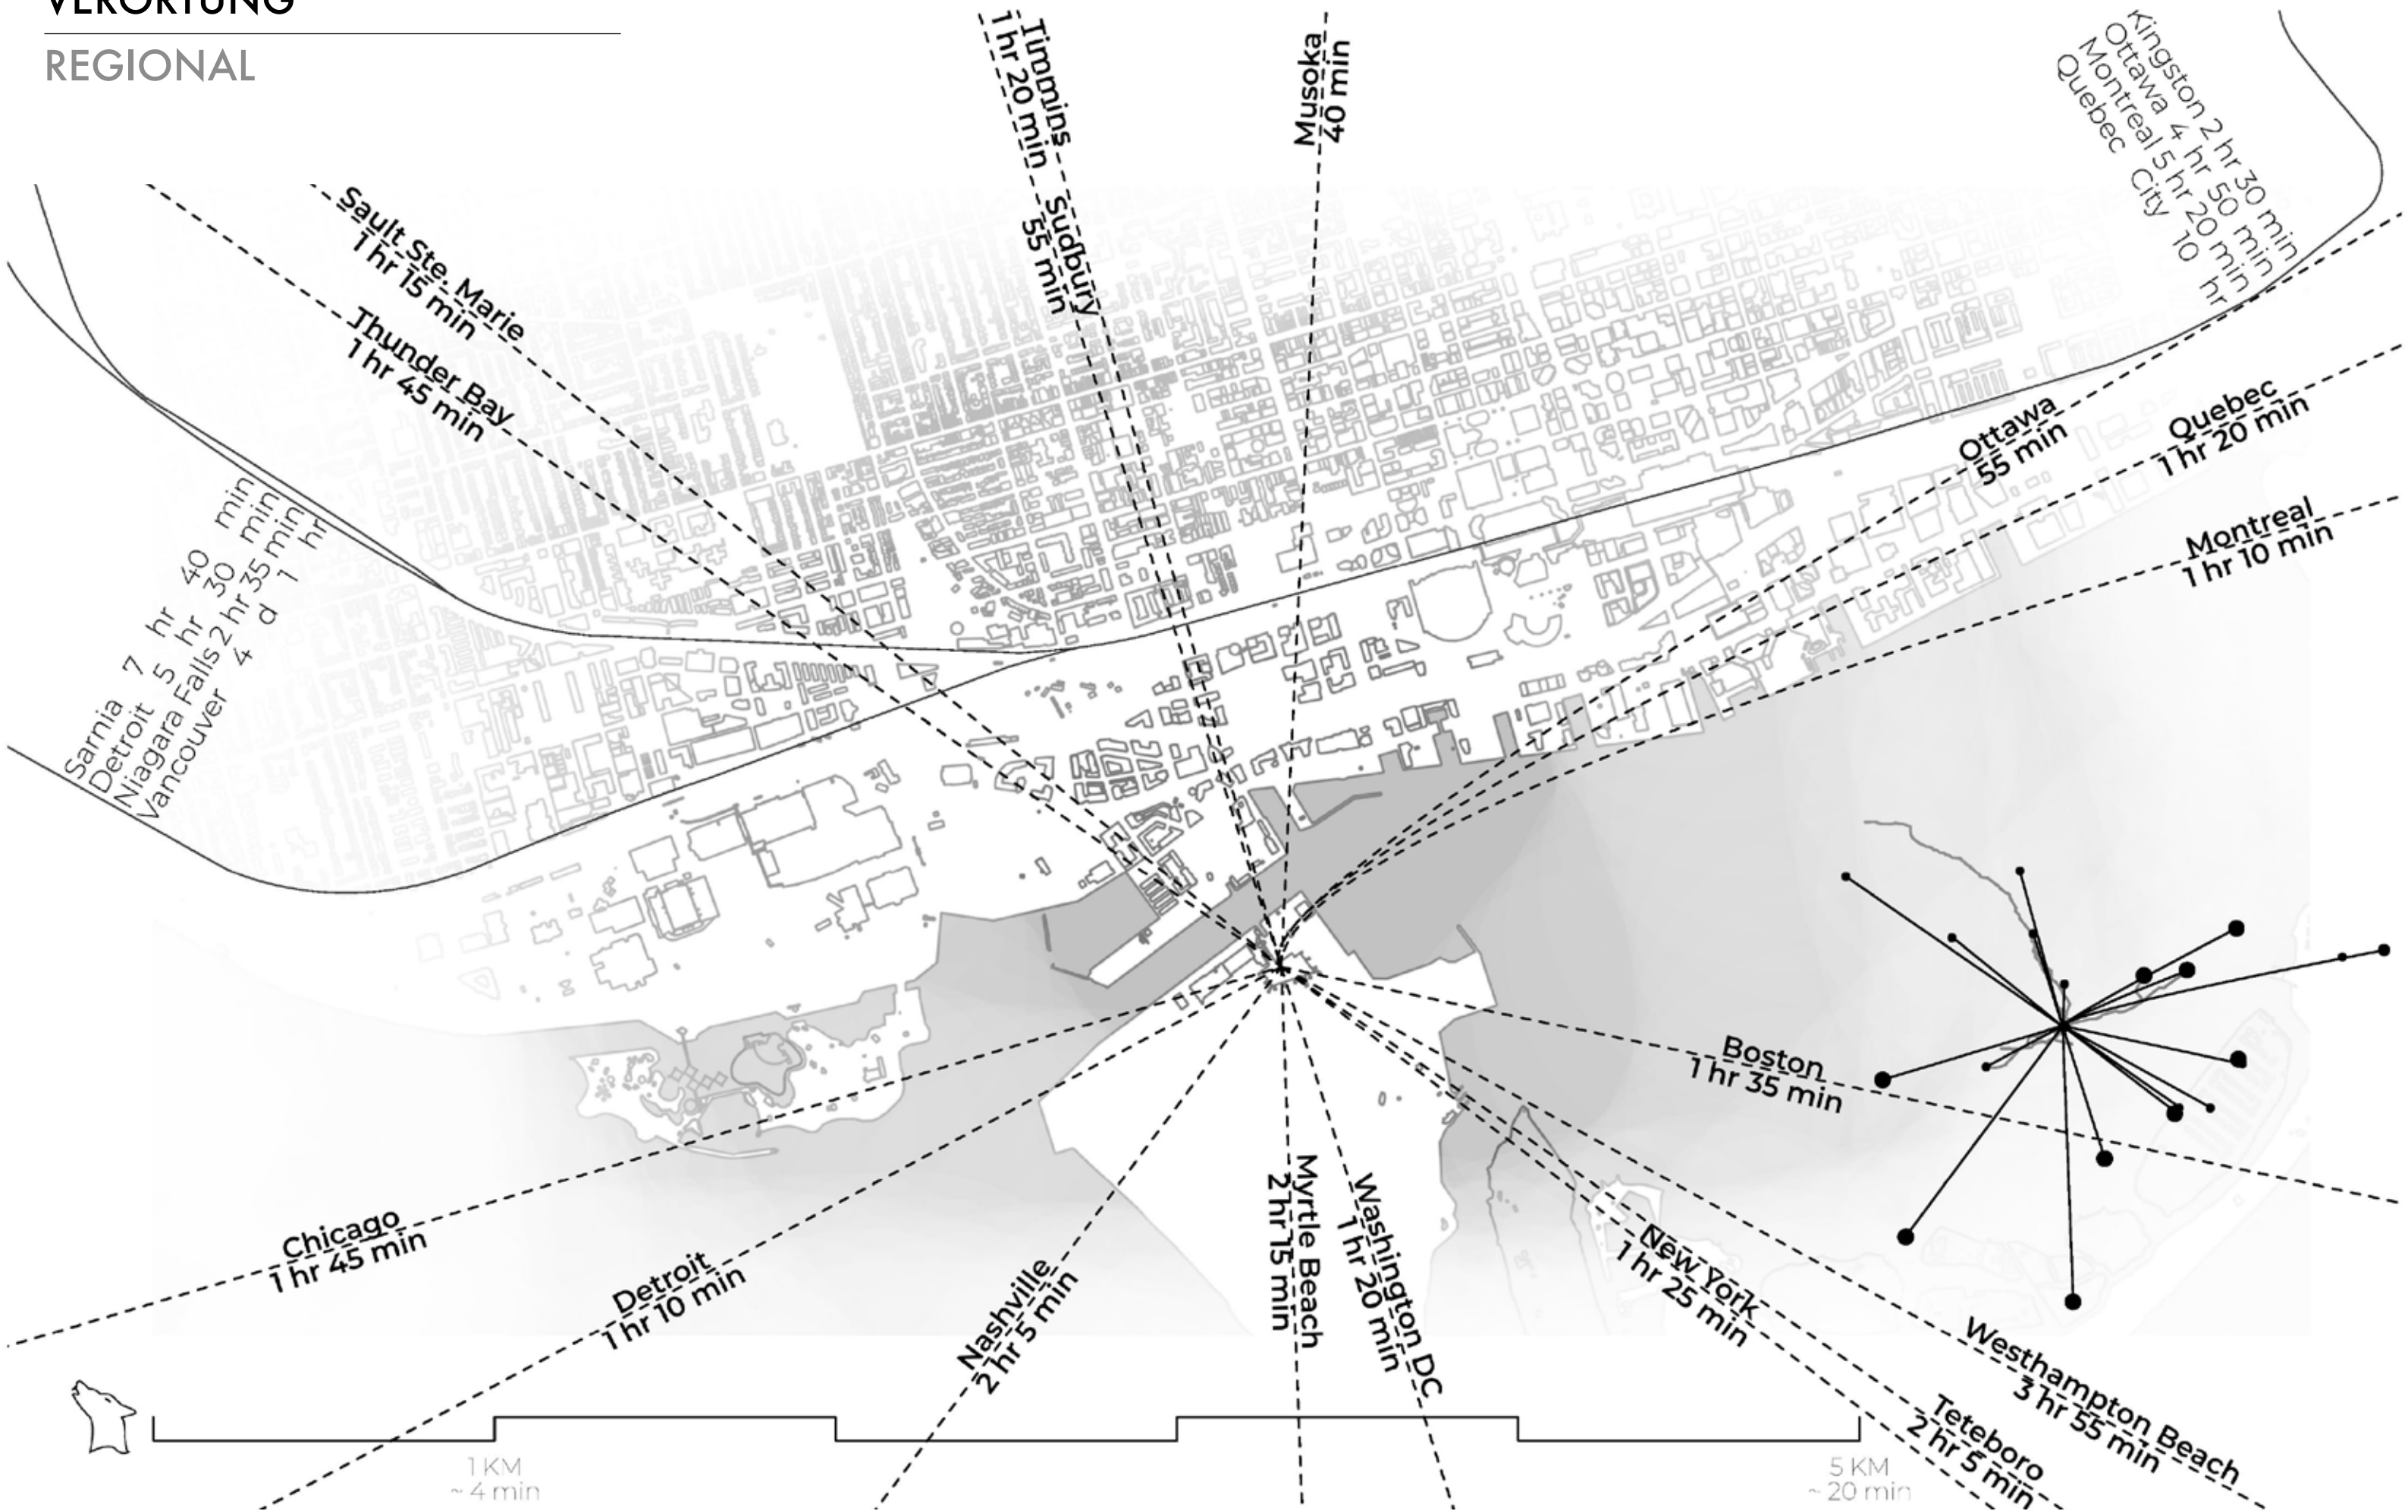 VERORTUNG
REGIONAL
Timmins
1 hr 20 min
Sudbury
55 min
Musoka
40 min
Kingston 2 hr 30 min
Ottawa 4 hr 50 min
Montreal 5 hr 20 min
Quebec City 10 hr
Sault Ste. Marie
1 hr 15 min
Thunder Bay
1 hr 45 min
Ottawa
55 min
Quebec
1 hr 20 min
Montreal
1 hr 10 min
Sarnia 7 hr 40 min
Detroit 5 hr 30 min
Niagara Falls 2 hr 35 min
Vancouver 4 d 1 hr
Boston
1 hr 35 min
Chicago
1 hr 45 min
Detroit
1 hr 10 min
Nashville
2 hr 5 min
Myrtle Beach
2 hr 15 min
Washington DC
1 hr 20 min
New York
1 hr 25 min
Westhampton Beach
3 hr 55 min
Teteboro
2 hr 5 min
1 KM
~ 4 min
5 KM
~ 20 min